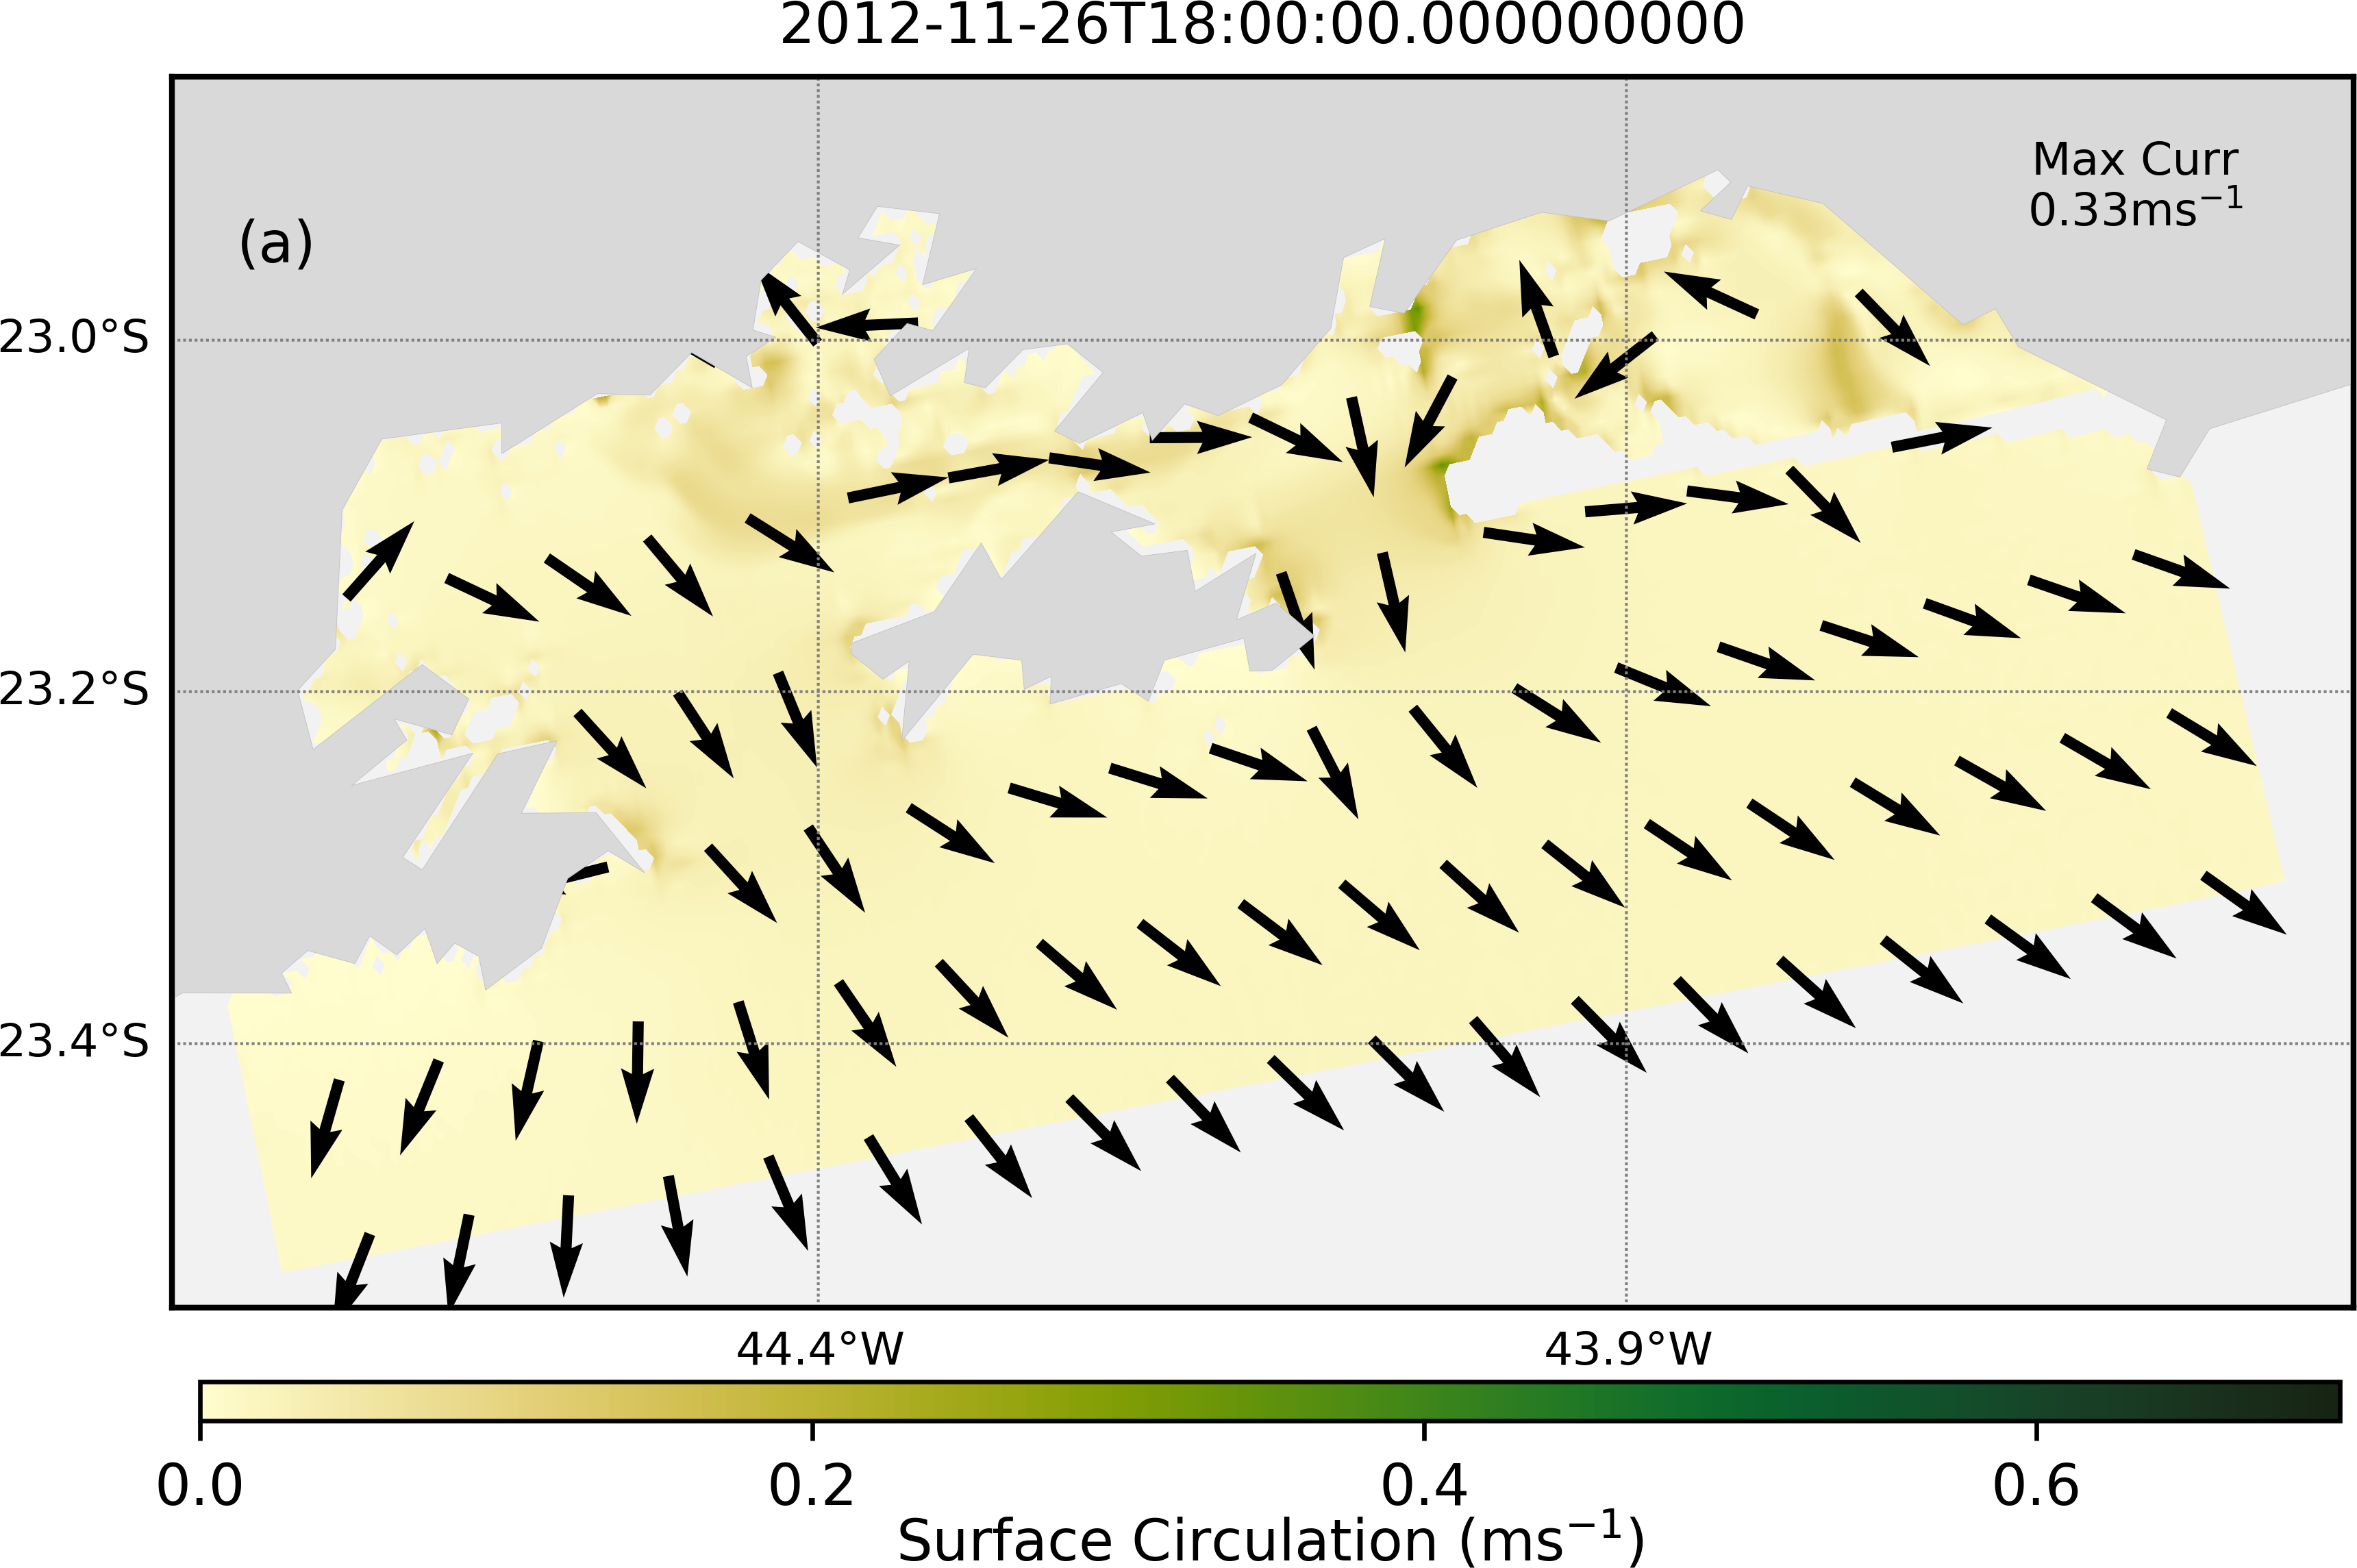 2012-11-26T18:00:00.000000000
Max Curr
0.33ms⁻¹
(a)
23.0°S
23.2°S
23.4°S
44.4°W 43.9°W
0.0 0.2 0.4 0.6
Surface Circulation (ms⁻¹)